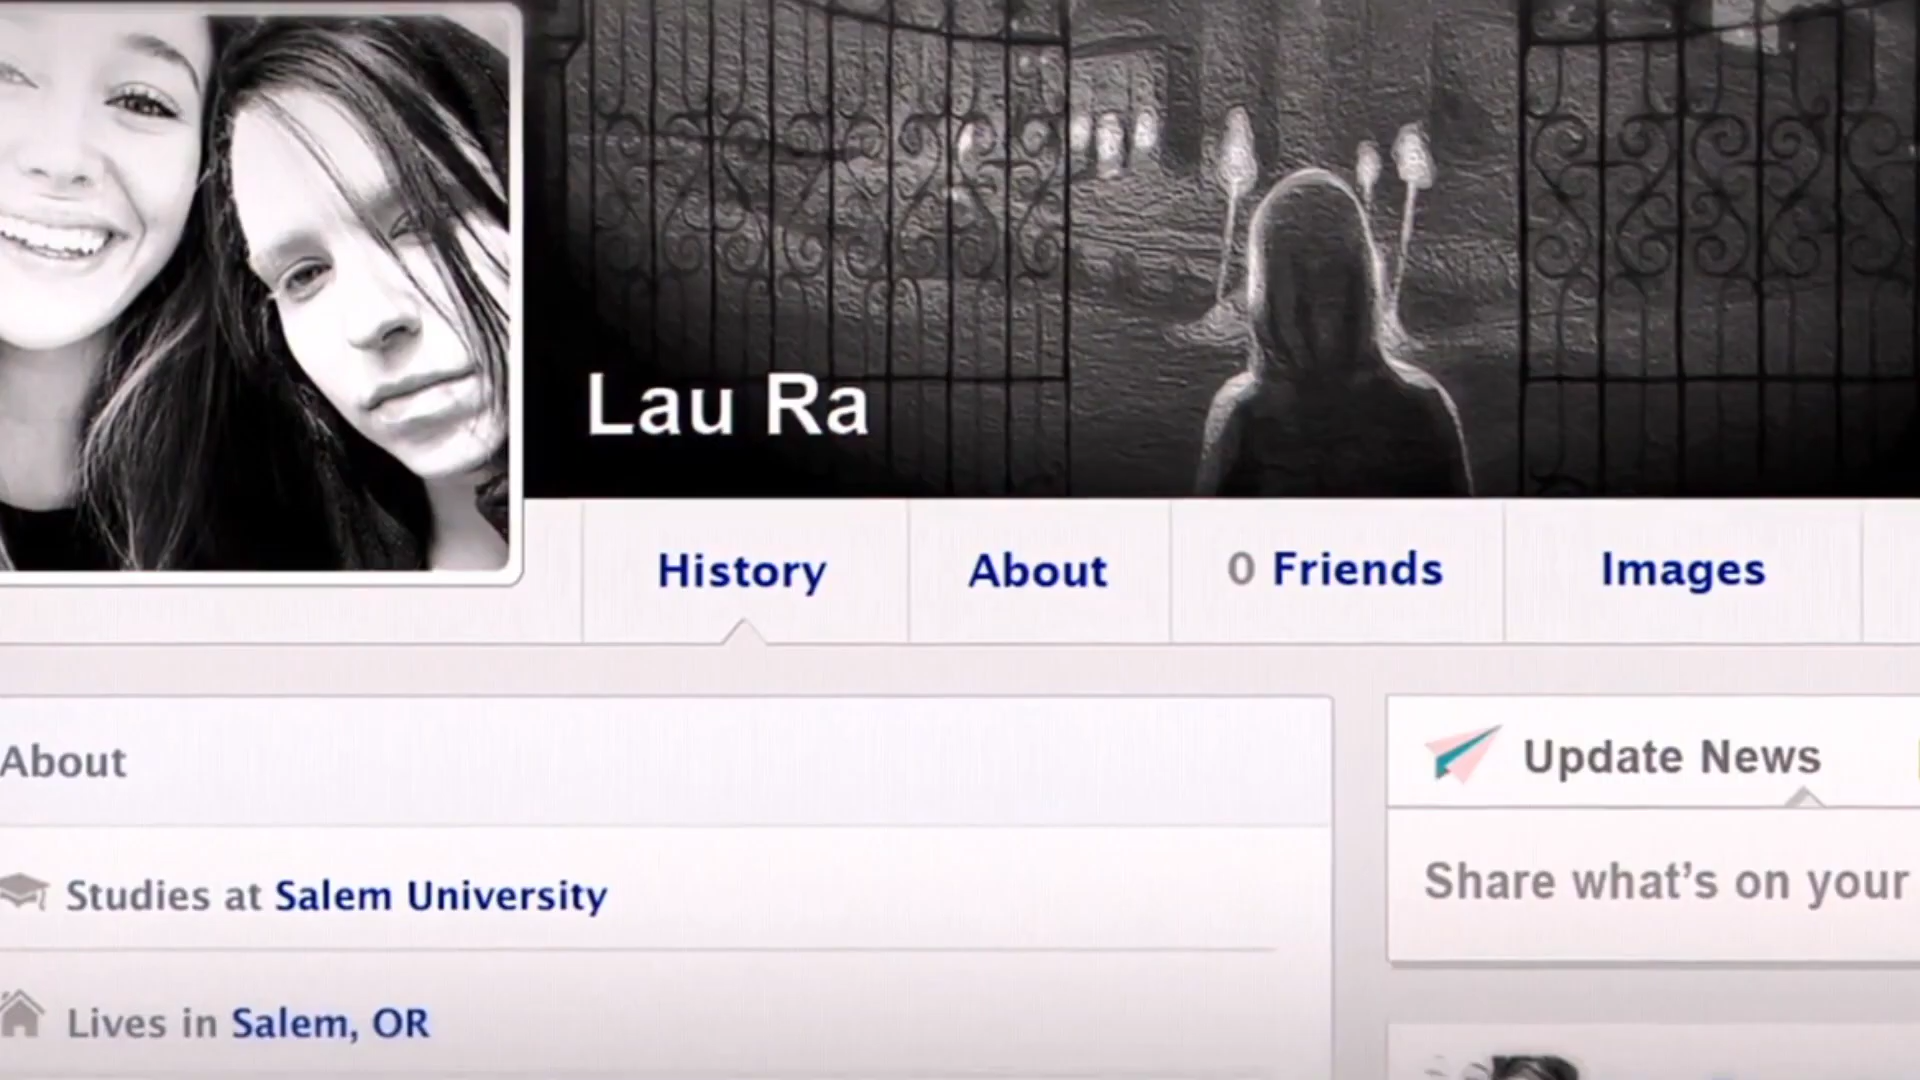 Lau Ra
History
About
0 Friends
Images
About
Studies at Salem University
Lives in Salem, OR
Update News
Share what's on your